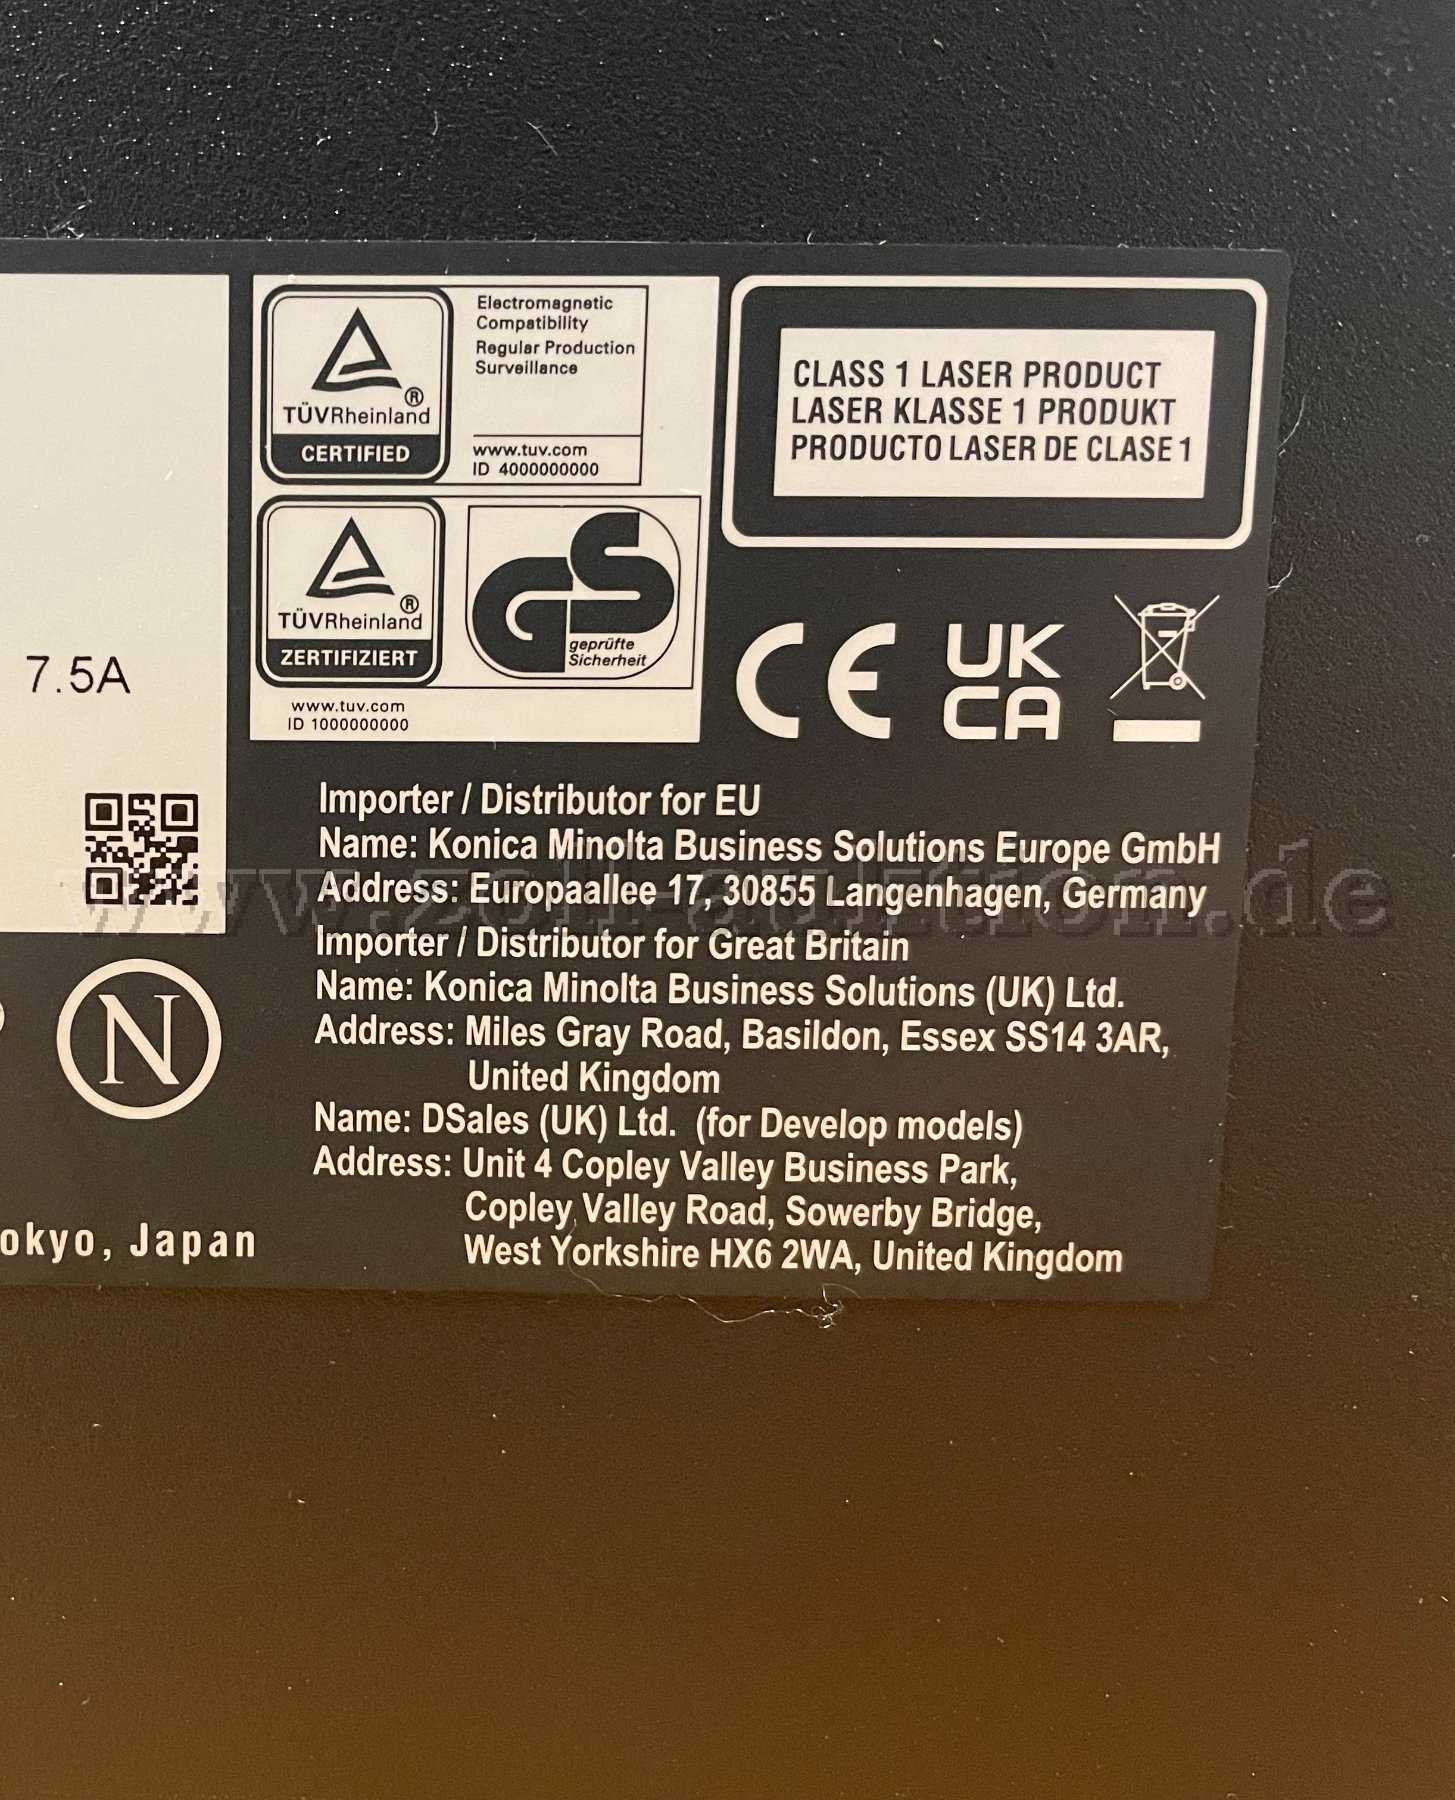 Electromagnetic
Compatibility
Regular Production
Surveillance
TÜVRheinland®
CERTIFIED
www.tuv.com
ID 4000000000
CLASS 1 LASER PRODUCT
LASER KLASSE 1 PRODUKT
PRODUCTO LASER DE CLASE 1
TÜVRheinland®
ZERTIFIZIERT
GS
geprüfte
Sicherheit
www.tuv.com
ID 1000000000
CE
UK
CA
7.5A
Importer / Distributor for EU
Name: Konica Minolta Business Solutions Europe GmbH
Address: Europaallee 17, 30855 Langenhagen, Germany
www.zoll-auktion.de
Importer / Distributor for Great Britain
Name: Konica Minolta Business Solutions (UK) Ltd.
Address: Miles Gray Road, Basildon, Essex SS14 3AR,
United Kingdom
Name: DSales (UK) Ltd. (for Develop models)
Address: Unit 4 Copley Valley Business Park,
Copley Valley Road, Sowerby Bridge,
West Yorkshire HX6 2WA, United Kingdom
N
okyo, Japan